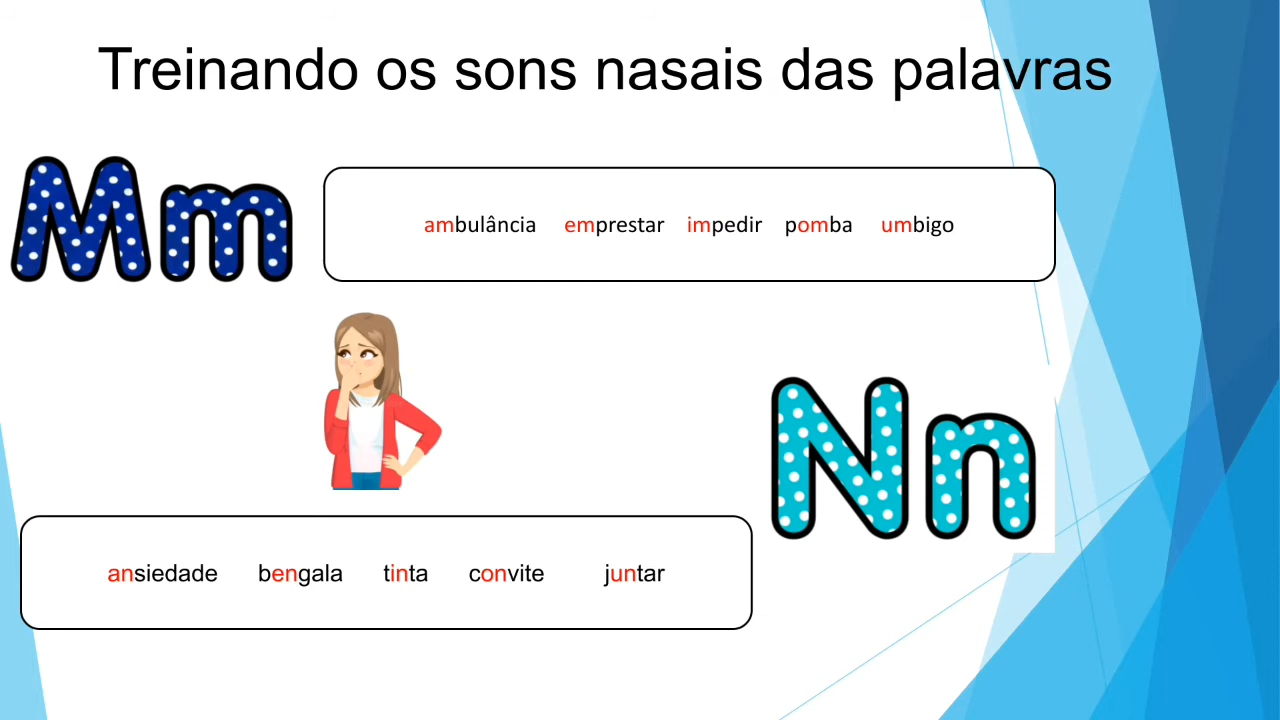 Treinando os sons nasais das palavras
Mm
ambulância emprestar impedir pomba umbigo
Nn
ansiedade bengala tinta convite juntar